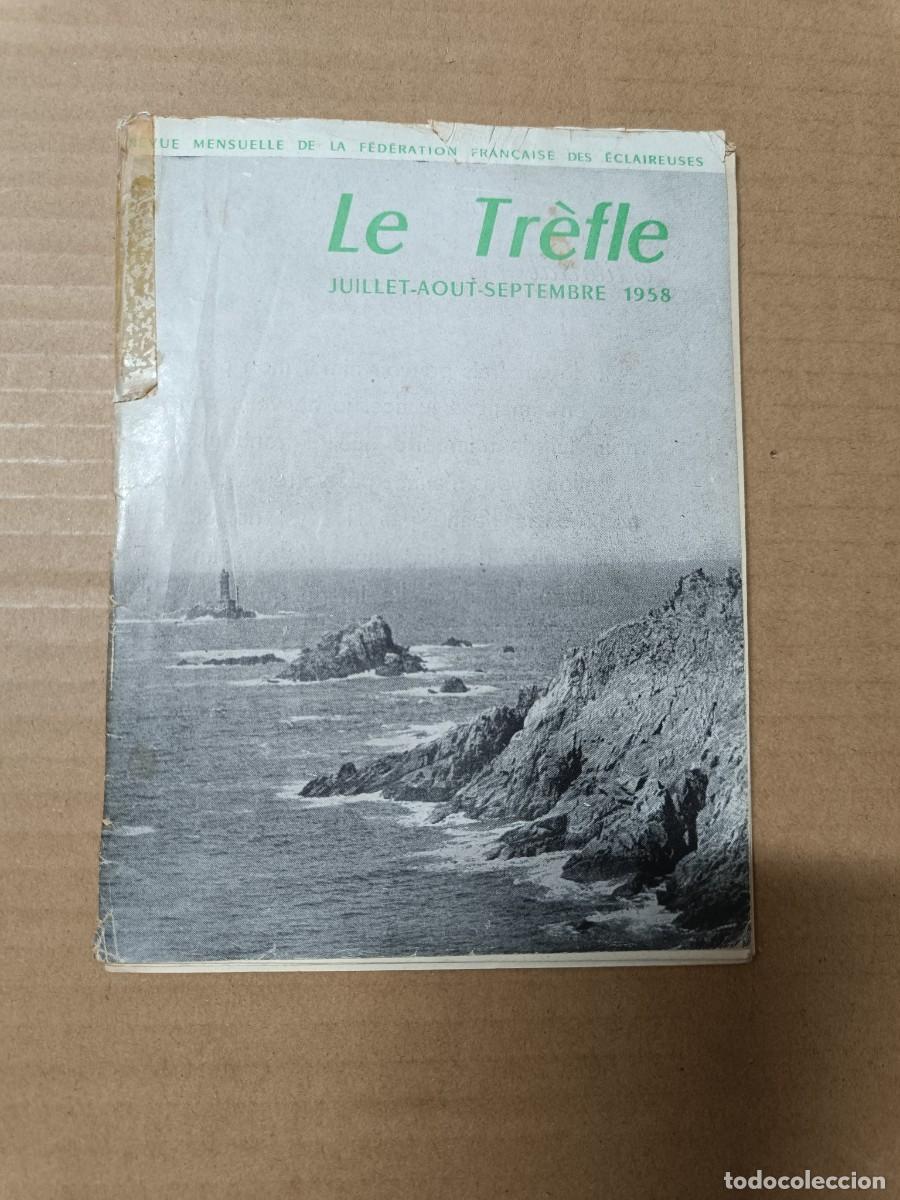 REVUE MENSUELLE DE LA FÉDÉRATION FRANÇAISE DES ÉCLAIREUSES
Le Trèfle
JUILLET-AOUT-SEPTEMBRE 1958
todocoleccion